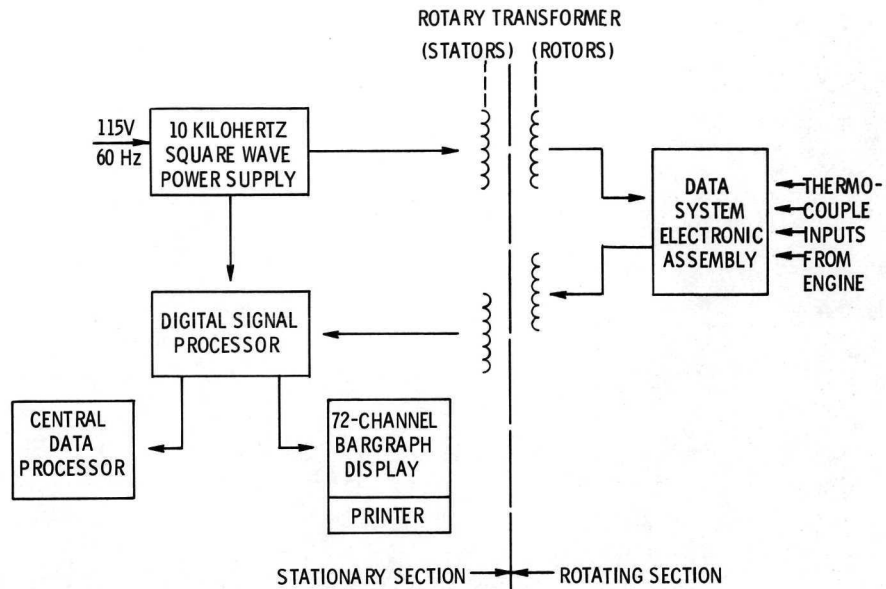 ROTARY TRANSFORMER
(STATORS) (ROTORS)
115V
60 Hz
10 KILOHERTZ
SQUARE WAVE
POWER SUPPLY
DATA
SYSTEM
ELECTRONIC
ASSEMBLY
THERMO-
COUPLE
INPUTS
FROM
ENGINE
DIGITAL SIGNAL
PROCESSOR
CENTRAL
DATA
PROCESSOR
72-CHANNEL
BARGRAPH
DISPLAY
PRINTER
STATIONARY SECTION
ROTATING SECTION